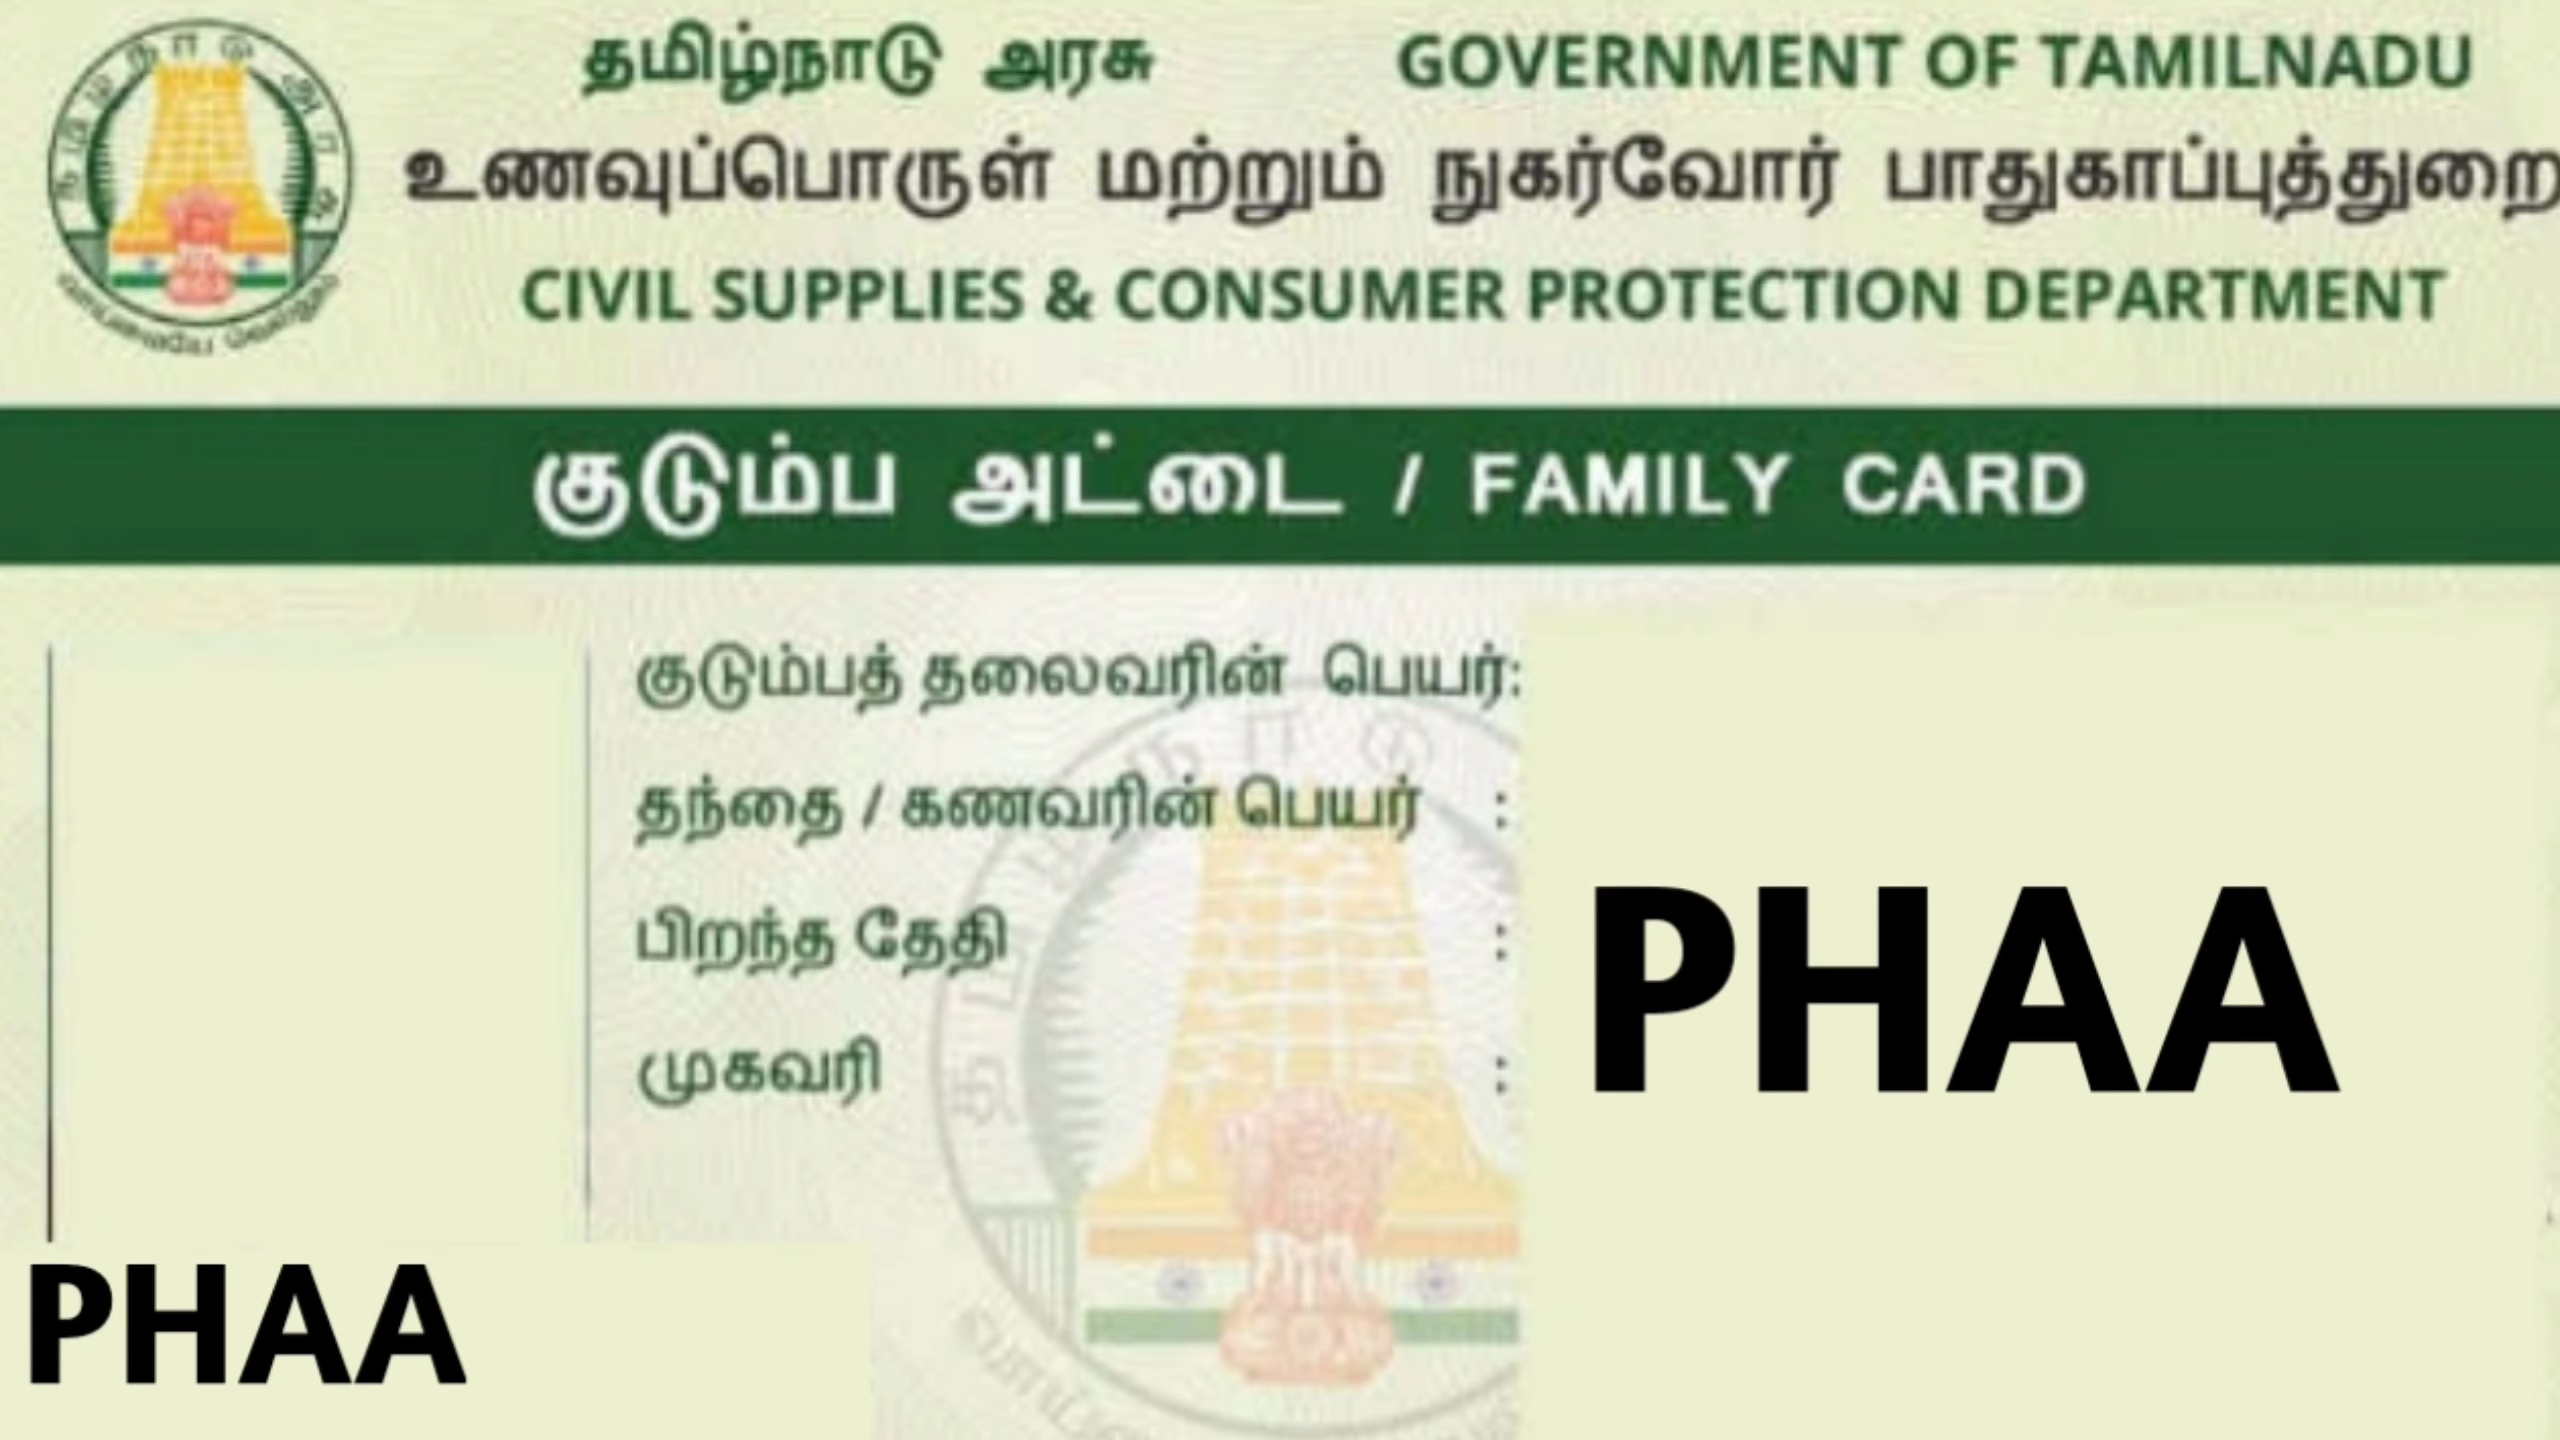 தமிழ்நாடு அரசு GOVERNMENT OF TAMILNADU
உணவுப்பொருள் மற்றும் நுகர்வோர் பாதுகாப்புத்துறை
CIVIL SUPPLIES & CONSUMER PROTECTION DEPARTMENT
குடும்ப அட்டை / FAMILY CARD
குடும்பத் தலைவரின் பெயர்:
தந்தை / கணவரின் பெயர் :
பிறந்த தேதி :
முகவரி :
PHAA
PHAA